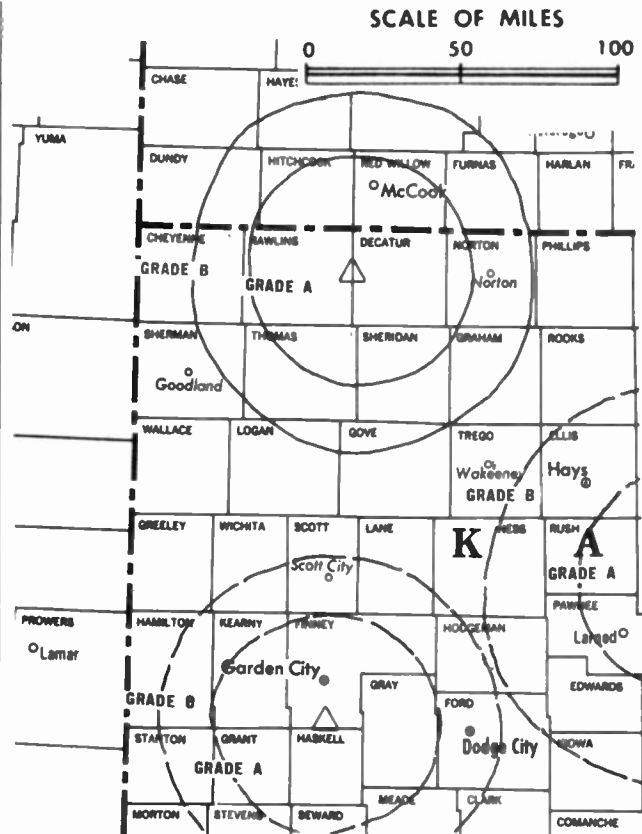 SCALE OF MILES
0 50 100
CHASE
HAYES
YUMA
DUNDY
HITCHCOCK
RED WILLOW
FURNAS
HARLAN
FR
McCook
CHEYENNE
RAWLINS
DECATUR
NORTON
PHILLIPS
GRADE B
GRADE A
Norton
ON
SHERMAN
THOMAS
SHERIDAN
GRAHAM
ROOKS
Goodland
WALLACE
LOGAN
GOVE
TREGO
ELLIS
Wakeeney
Hays
GRADE B
GREELEY
WICHITA
SCOTT
LANE
K
NESS
RUSH
A
Scott City
GRADE A
PAWNEE
PROWERS
HAMILTON
KEARNY
FINNEY
HODGEMAN
Larned
Lamar
Garden City
GRAY
EDWARDS
GRADE B
FORD
STANTON
GRANT
HASKELL
Dodge City
KIOWA
GRADE A
MEADE
CLARK
MORTON
STEVENS
SEWARD
COMANCHE